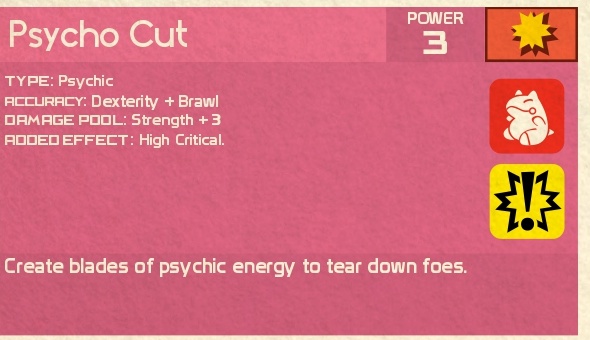 Psycho Cut
POWER
3
TYPE: Psychic
ACCURACY: Dexterity + Brawl
DAMAGE POOL: Strength + 3
ADDED EFFECT: High Critical.
Create blades of psychic energy to tear down foes.